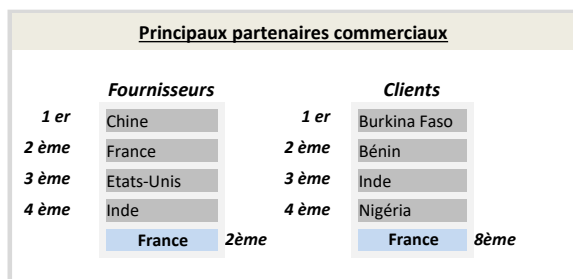 Principaux partenaires commerciaux
Fournisseurs Clients
1 er Chine 1 er Burkina Faso
2 ème France 2 ème Bénin
3 ème Etats-Unis 3 ème Inde
4 ème Inde 4 ème Nigéria
France 2ème France 8ème